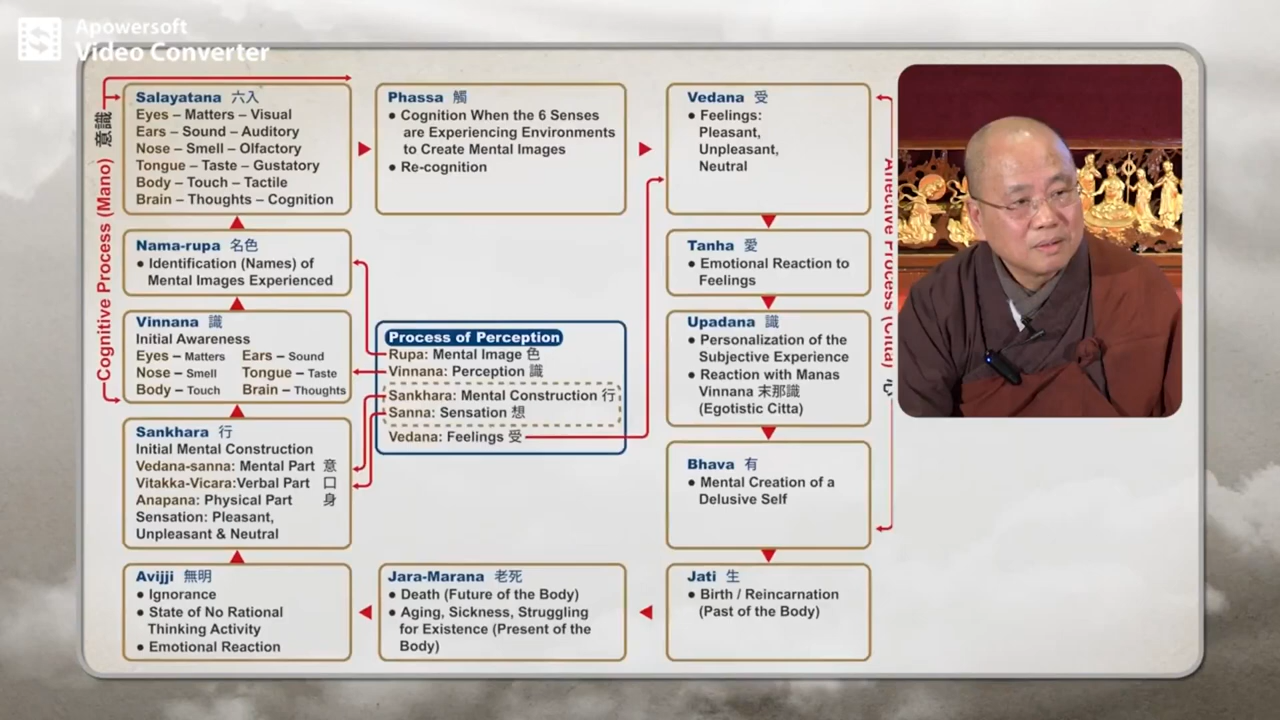 Apowersoft
Video Converter
Salayatana 六入
Eyes – Matters – Visual
Ears – Sound – Auditory
Nose – Smell – Olfactory
Tongue – Taste – Gustatory
Body – Touch – Tactile
Brain – Thoughts – Cognition
Phassa 觸
● Cognition When the 6 Senses
are Experiencing Environments
to Create Mental Images
● Re-cognition
Vedana 受
● Feelings:
Pleasant,
Unpleasant,
Neutral
Cognitive Process (Mano) 意識
Nama-rupa 名色
● Identification (Names) of
Mental Images Experienced
Tanha 愛
● Emotional Reaction to
Feelings
Affective Process (Citta) 心
Vinnana 識
Initial Awareness
Eyes – Matters Ears – Sound
Nose – Smell Tongue – Taste
Body – Touch Brain – Thoughts
Process of Perception
Rupa: Mental Image 色
Vinnana: Perception 識
Sankhara: Mental Construction 行
Sanna: Sensation 想
Vedana: Feelings 受
Upadana 識
● Personalization of the
Subjective Experience
● Reaction with Manas
Vinnana 末那識
(Egotistic Citta)
Sankhara 行
Initial Mental Construction
Vedana-sanna: Mental Part 意
Vitakka-Vicara:Verbal Part 口
Anapana: Physical Part 身
Sensation: Pleasant,
Unpleasant & Neutral
Bhava 有
● Mental Creation of a
Delusive Self
Avijji 無明
● Ignorance
● State of No Rational
Thinking Activity
● Emotional Reaction
Jara-Marana 老死
● Death (Future of the Body)
● Aging, Sickness, Struggling
for Existence (Present of the
Body)
Jati 生
● Birth / Reincarnation
(Past of the Body)